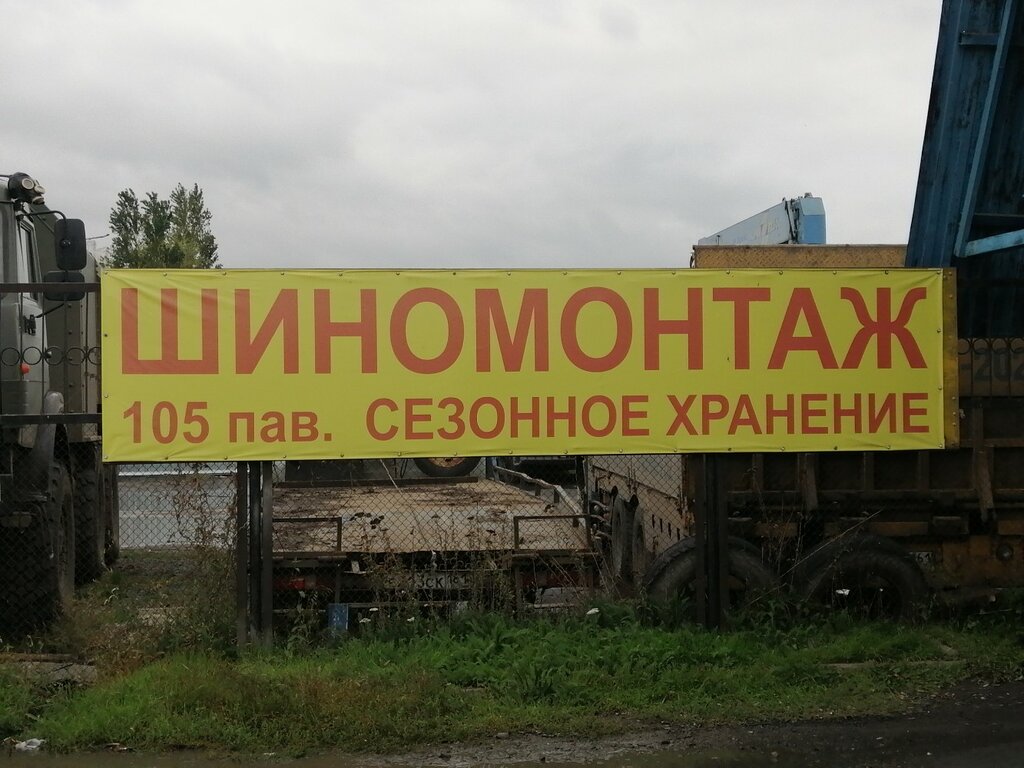 ШИНОМОНТАЖ
105 пав. СЕЗОННОЕ ХРАНЕНИЕ